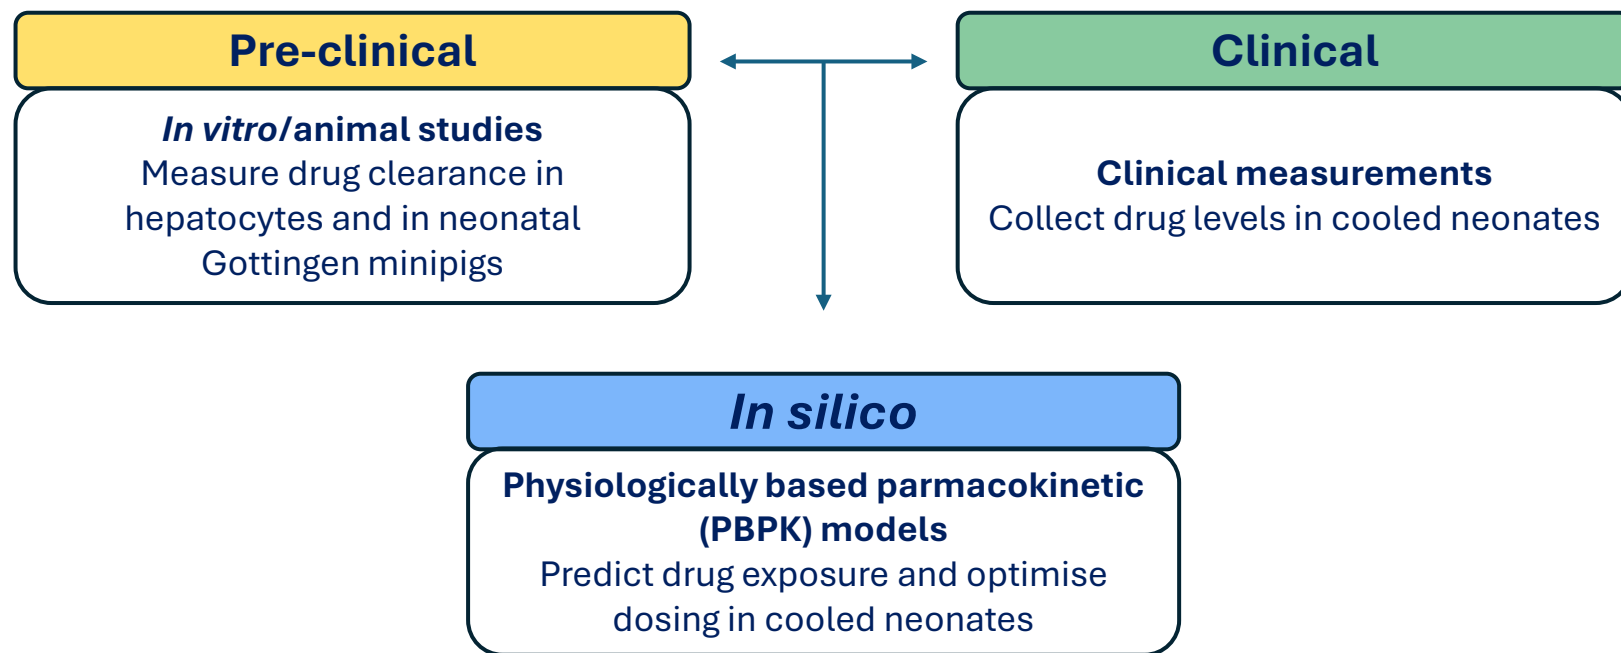 Pre-clinical
In vitro/animal studies
Measure drug clearance in
hepatocytes and in neonatal
Gottingen minipigs
Clinical
Clinical measurements
Collect drug levels in cooled neonates
In silico
Physiologically based parmacokinetic
(PBPK) models
Predict drug exposure and optimise
dosing in cooled neonates